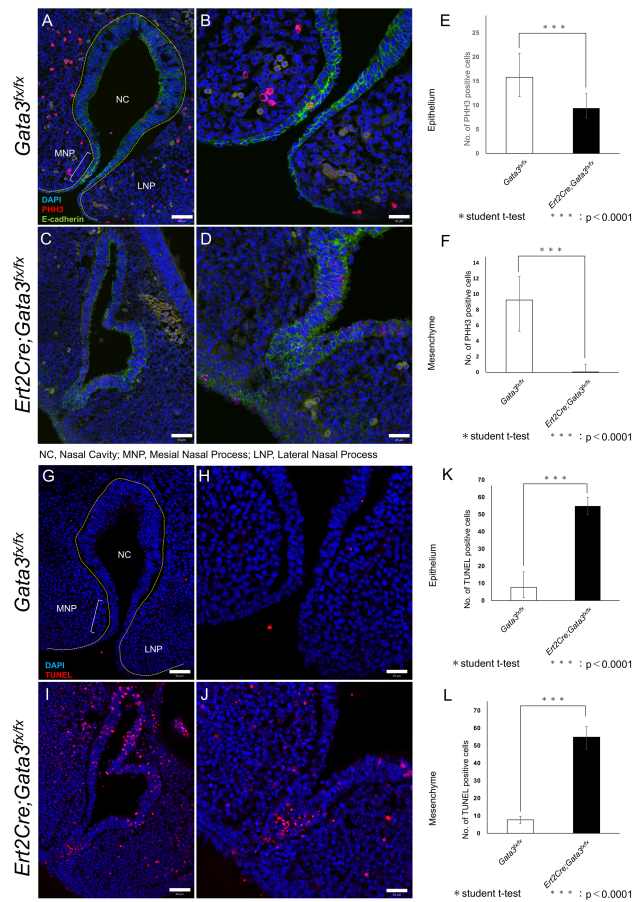 A
B
Gata3fx/fx
NC
MNP
LNP
DAPI
PHH3
E-cadherin
C
D
Ert2Cre;Gata3fx/fx
E
Epithelium
No. of PHH3 positive cells
25
20
15
10
5
0
***
Gata3fx/fx
Ert2Cre;Gata3fx/fx
*student t-test
***: p<0.0001
F
Mesenchyme
No. of PHH3 positive cells
14
12
10
8
6
4
2
0
***
Gata3fx/fx
Ert2Cre;Gata3fx/fx
*student t-test
***: p<0.0001
NC, Nasal Cavity; MNP, Mesial Nasal Process; LNP, Lateral Nasal Process
G
H
Gata3fx/fx
NC
MNP
LNP
DAPI
TUNEL
I
J
Ert2Cre;Gata3fx/fx
K
Epithelium
No. of TUNEL positive cells
70
60
50
40
30
20
10
0
***
Gata3fx/fx
Ert2Cre;Gata3fx/fx
*student t-test
***: p<0.0001
L
Mesenchyme
No. of TUNEL positive cells
70
60
50
40
30
20
10
0
***
Gata3fx/fx
Ert2Cre;Gata3fx/fx
*student t-test
***: p<0.0001